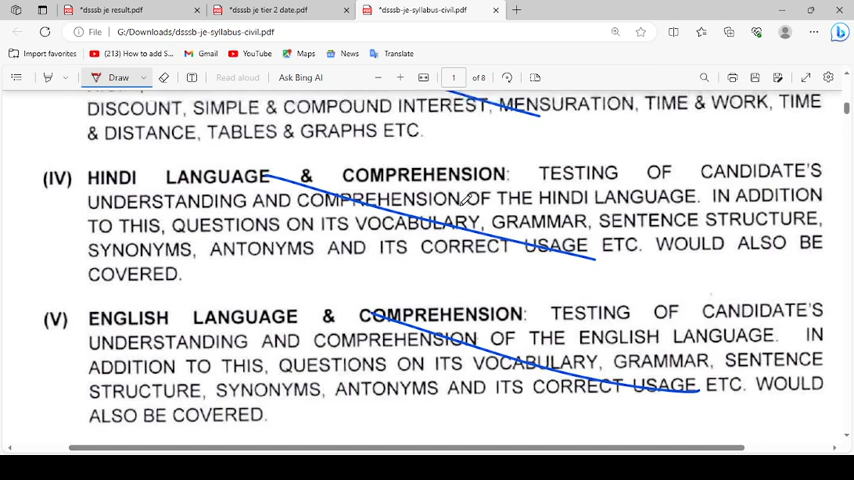 *dsssb je result.pdf
*dsssb je tier 2 date.pdf
*dsssb-je-syllabus-civil.pdf
File G:/Downloads/dsssb-je-syllabus-civil.pdf
Import favorites (213) How to add S... Gmail YouTube Maps News Translate
Draw Read aloud Ask Bing AI 1 of 8
DISCOUNT, SIMPLE & COMPOUND INTEREST, MENSURATION, TIME & WORK, TIME
& DISTANCE, TABLES & GRAPHS ETC.
(IV) HINDI LANGUAGE & COMPREHENSION: TESTING OF CANDIDATE'S
UNDERSTANDING AND COMPREHENSION OF THE HINDI LANGUAGE. IN ADDITION
TO THIS, QUESTIONS ON ITS VOCABULARY, GRAMMAR, SENTENCE STRUCTURE,
SYNONYMS, ANTONYMS AND ITS CORRECT USAGE ETC. WOULD ALSO BE
COVERED.
(V) ENGLISH LANGUAGE & COMPREHENSION: TESTING OF CANDIDATE'S
UNDERSTANDING AND COMPREHENSION OF THE ENGLISH LANGUAGE. IN
ADDITION TO THIS, QUESTIONS ON ITS VOCABULARY, GRAMMAR, SENTENCE
STRUCTURE, SYNONYMS, ANTONYMS AND ITS CORRECT USAGE ETC. WOULD
ALSO BE COVERED.